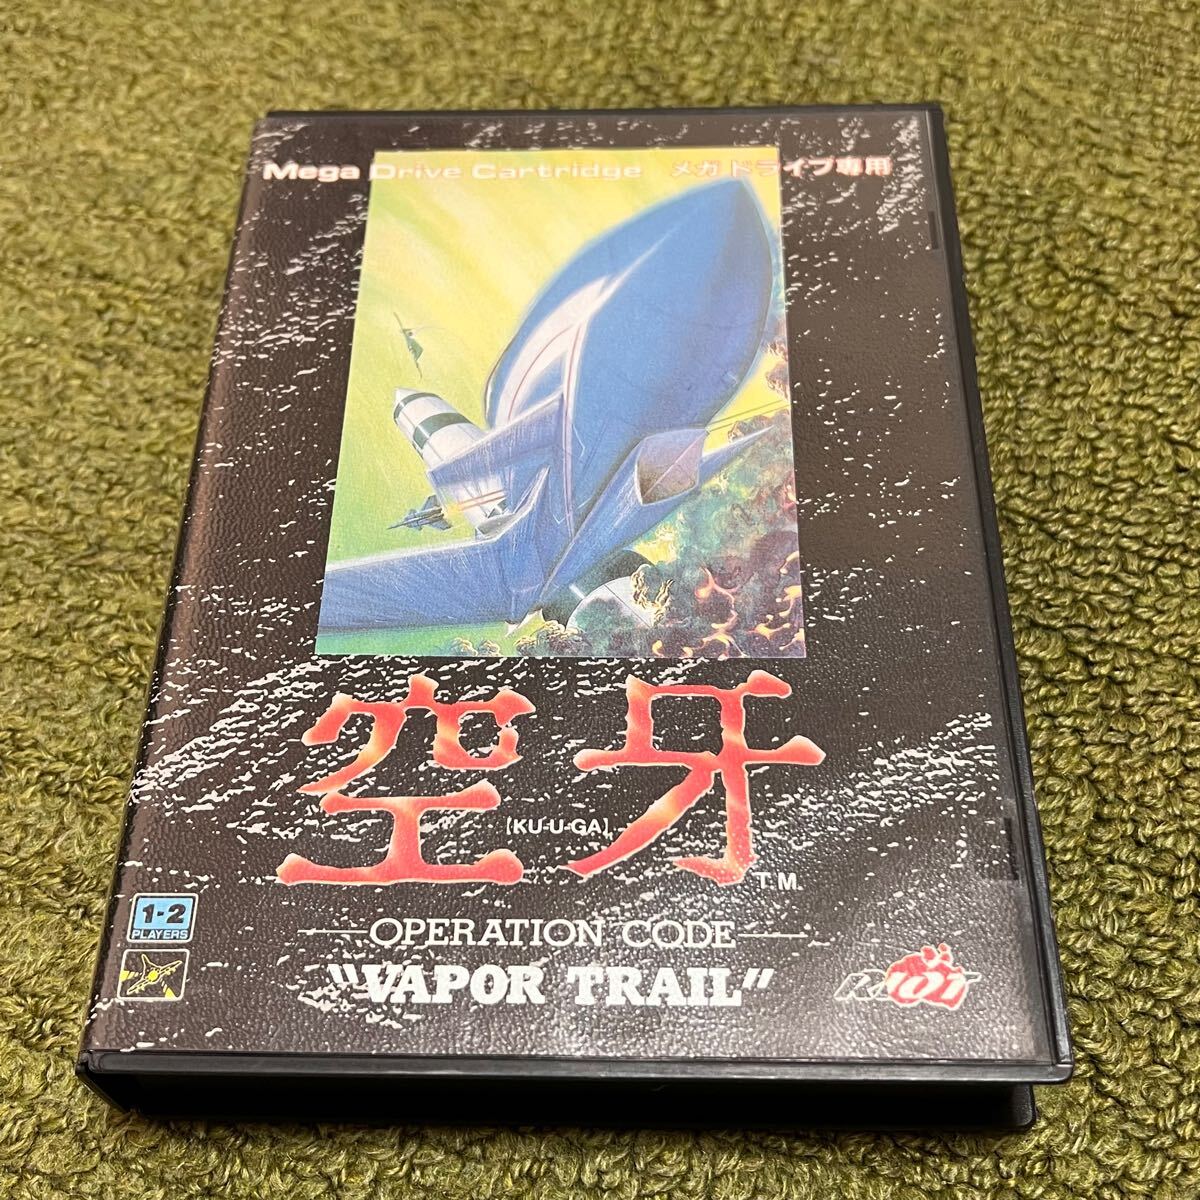 Mega Drive Cartridge メガドライブ専用
空牙
【KU-U-GA】
T.M.
OPERATION CODE
"VAPOR TRAIL"
1-2
PLAYERS
RIOT